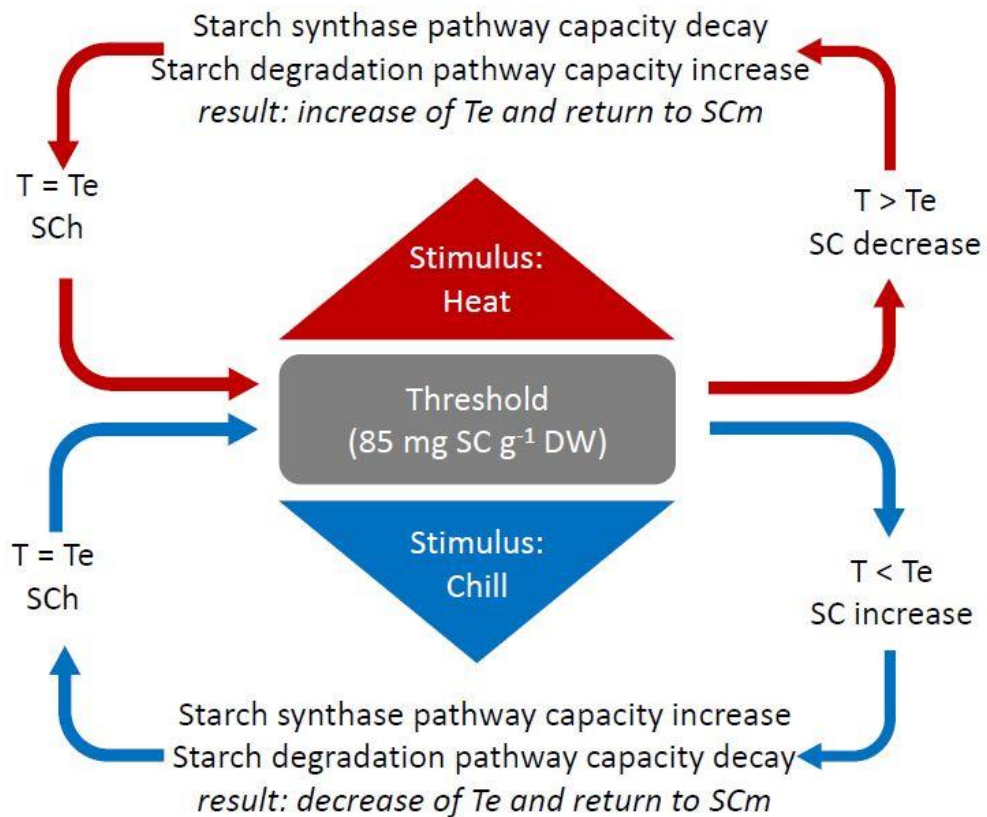 Starch synthase pathway capacity decay
Starch degradation pathway capacity increase
result: increase of Te and return to SCm
T = Te
SCh
T > Te
SC decrease
Stimulus:
Heat
Threshold
(85 mg SC g⁻¹ DW)
Stimulus:
Chill
T = Te
SCh
T < Te
SC increase
Starch synthase pathway capacity increase
Starch degradation pathway capacity decay
result: decrease of Te and return to SCm